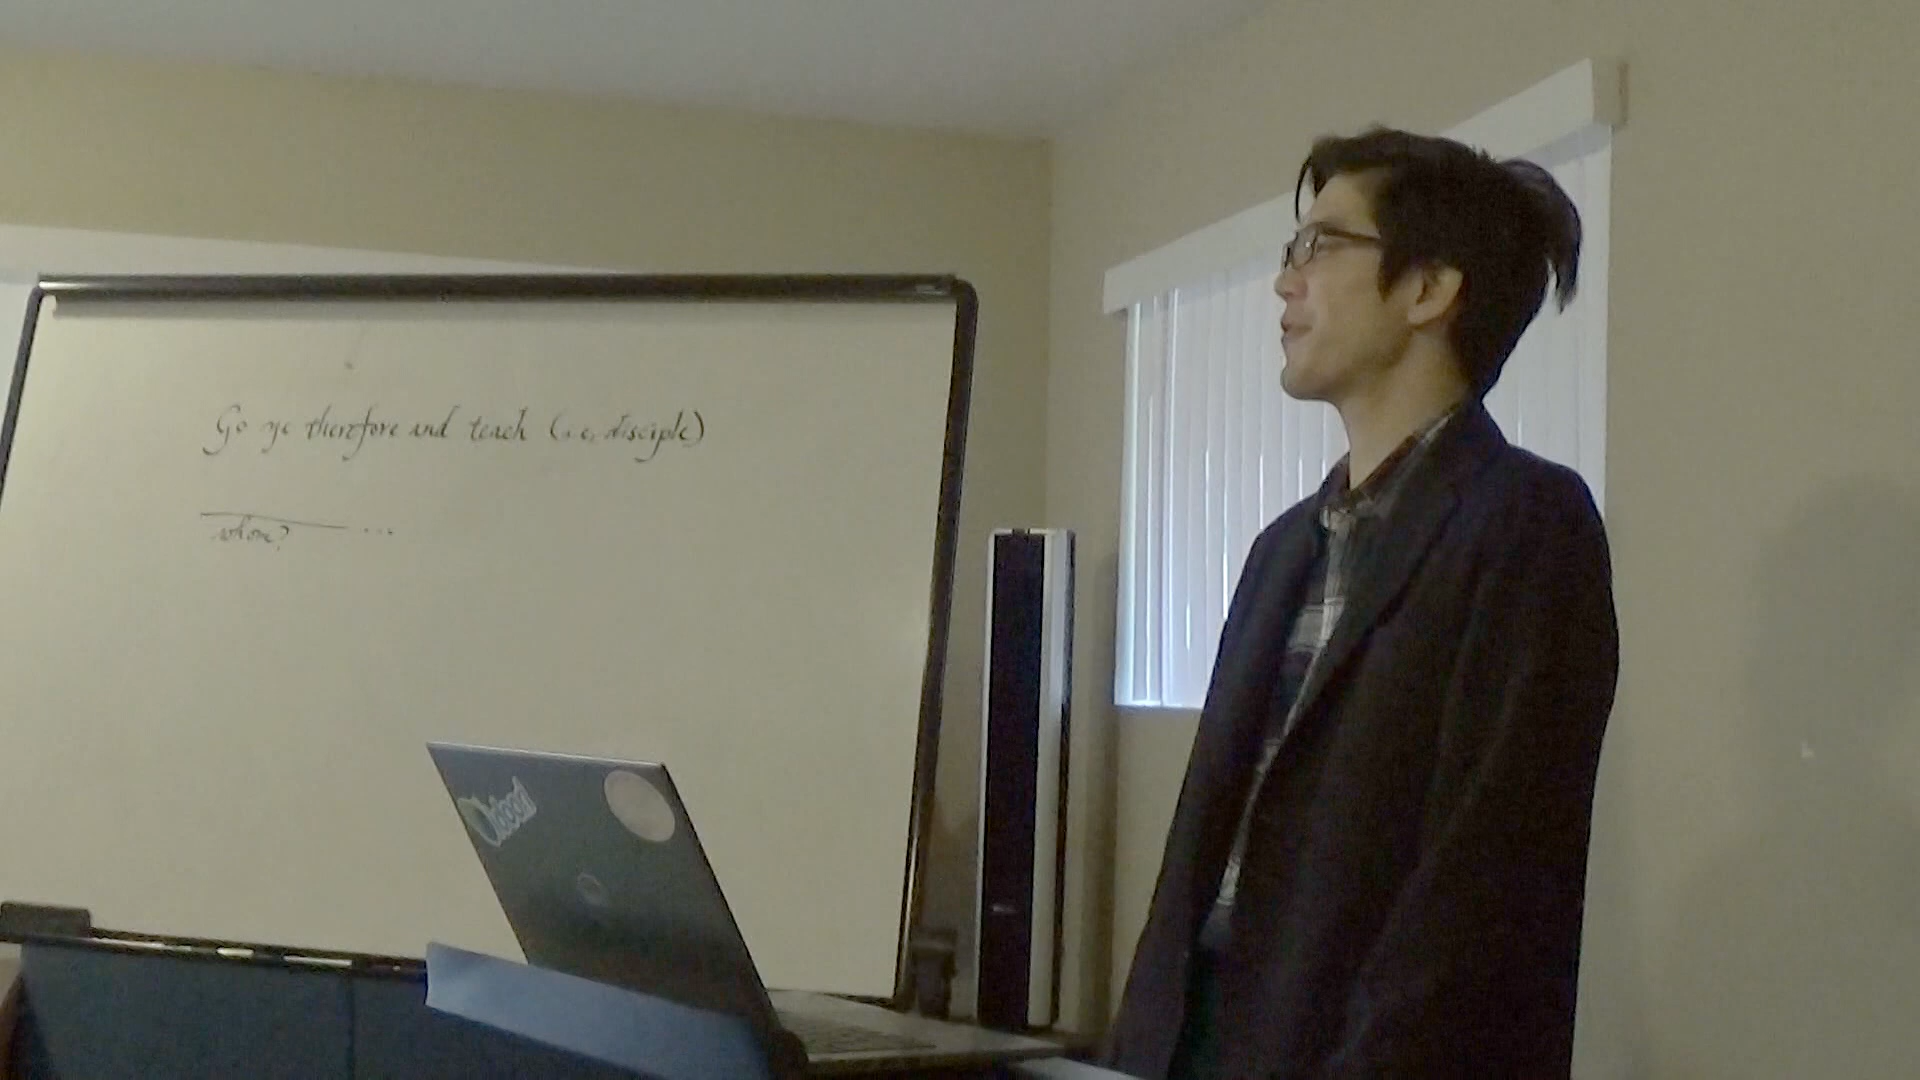 Go ye therefore and teach (i.e. disciple)
whom? ...